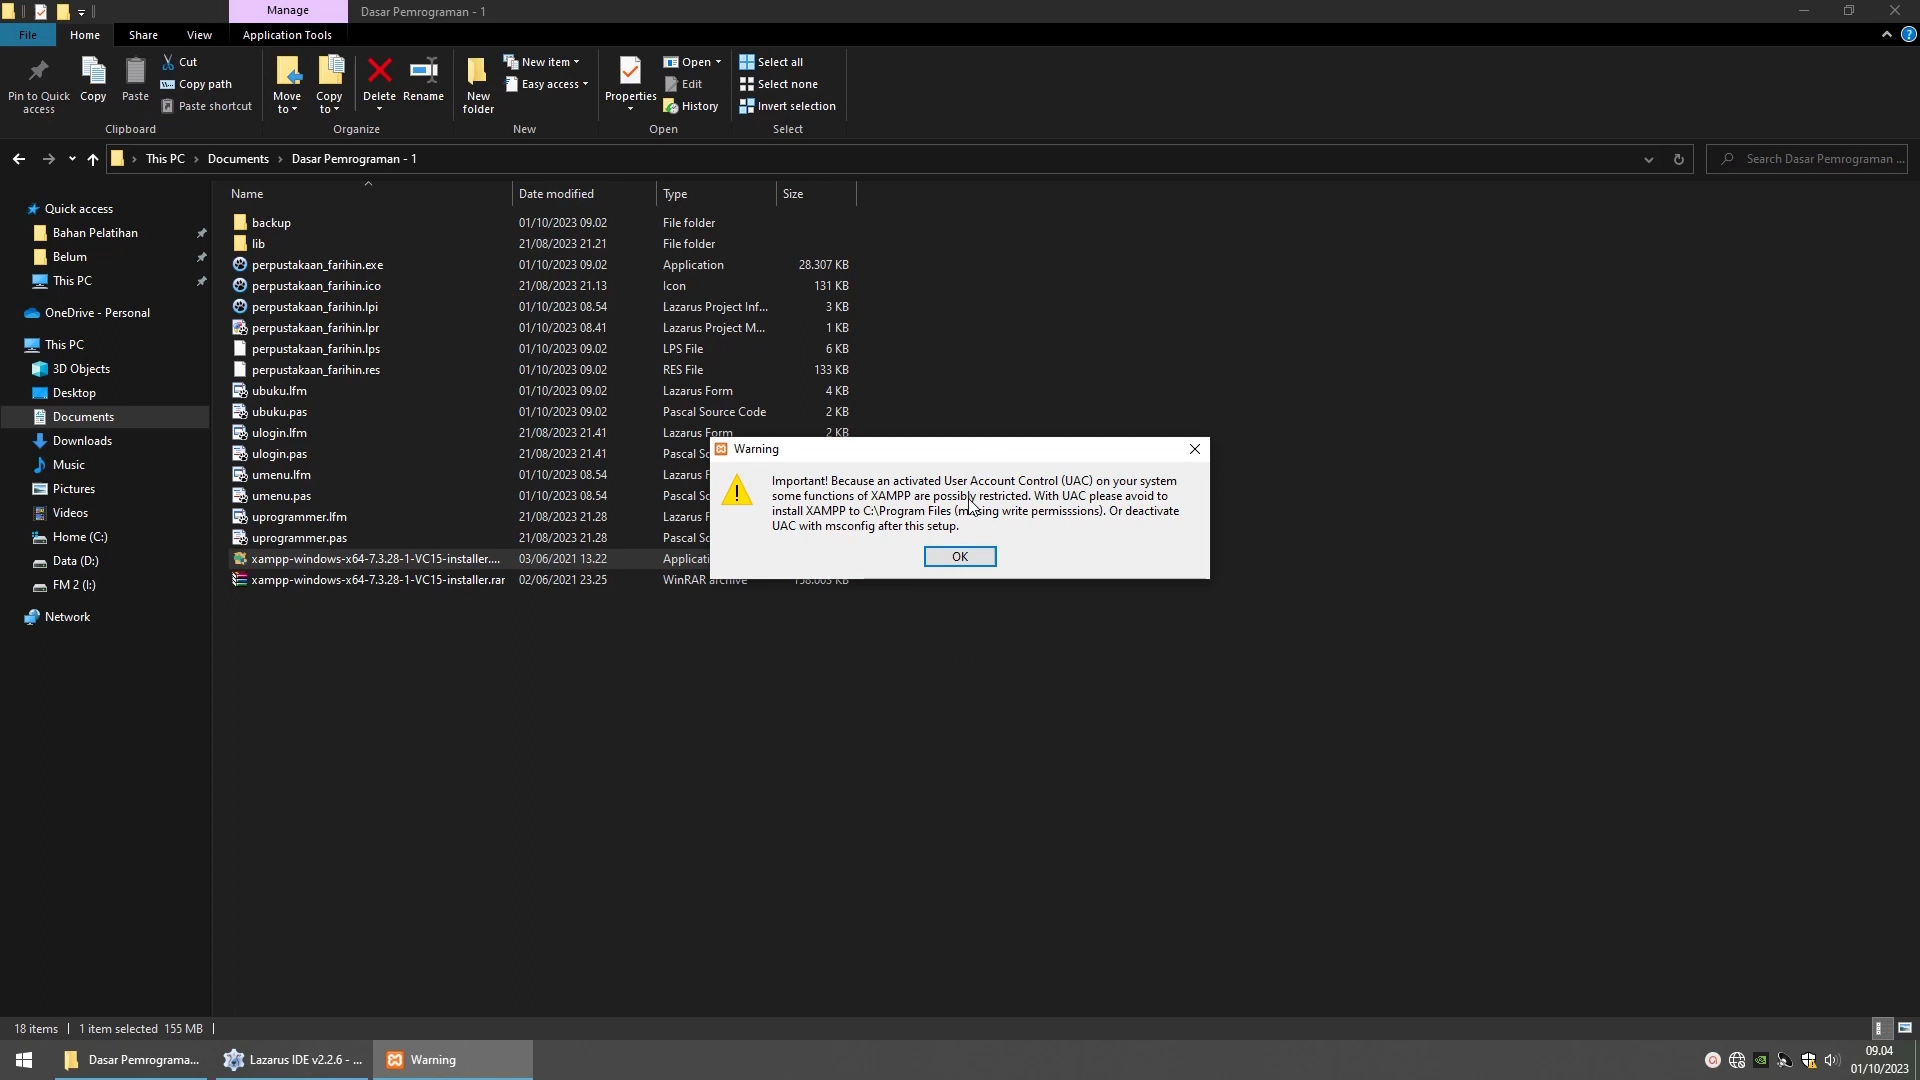 Manage
Dasar Pemrograman - 1
File
Home
Share
View
Application Tools
Pin to Quick access
Copy
Paste
Cut
Copy path
Paste shortcut
Clipboard
Move to
Copy to
Delete
Rename
Organize
New folder
New item
Easy access
New
Properties
Open
Edit
History
Open
Select all
Select none
Invert selection
Select
This PC
Documents
Dasar Pemrograman - 1
Search Dasar Pemrograman ...
Quick access
Bahan Pelatihan
Belum
This PC
OneDrive - Personal
This PC
3D Objects
Desktop
Documents
Downloads
Music
Pictures
Videos
Home (C:)
Data (D:)
FM 2 (I:)
Network
Name Date modified Type Size
backup 01/10/2023 09.02 File folder
lib 21/08/2023 21.21 File folder
perpustakaan_farihin.exe 01/10/2023 09.02 Application 28.307 KB
perpustakaan_farihin.ico 21/08/2023 21.13 Icon 131 KB
perpustakaan_farihin.lpi 01/10/2023 08.54 Lazarus Project Inf... 3 KB
perpustakaan_farihin.lpr 01/10/2023 08.41 Lazarus Project M... 1 KB
perpustakaan_farihin.lps 01/10/2023 09.02 LPS File 6 KB
perpustakaan_farihin.res 01/10/2023 09.02 RES File 133 KB
ubuku.lfm 01/10/2023 09.02 Lazarus Form 4 KB
ubuku.pas 01/10/2023 09.02 Pascal Source Code 2 KB
ulogin.lfm 21/08/2023 21.41 Lazarus Form 2 KB
ulogin.pas 21/08/2023 21.41 Pascal
umenu.lfm 01/10/2023 08.54 Lazarus
umenu.pas 01/10/2023 08.54 Pascal
uprogrammer.lfm 21/08/2023 21.28 Lazarus
uprogrammer.pas 21/08/2023 21.28 Pascal
xampp-windows-x64-7.3.28-1-VC15-installer.... 03/06/2021 13.22
xampp-windows-x64-7.3.28-1-VC15-installer.rar 02/06/2021 23.25 WinRAR archive
Warning
Important! Because an activated User Account Control (UAC) on your system
some functions of XAMPP are possibly restricted. With UAC please avoid to
install XAMPP to C:\Program Files (missing write permisssions). Or deactivate
UAC with msconfig after this setup.
OK
18 items
1 item selected 155 MB
Dasar Pemrograma...
Lazarus IDE v2.2.6 - ...
Warning
09.04
01/10/2023